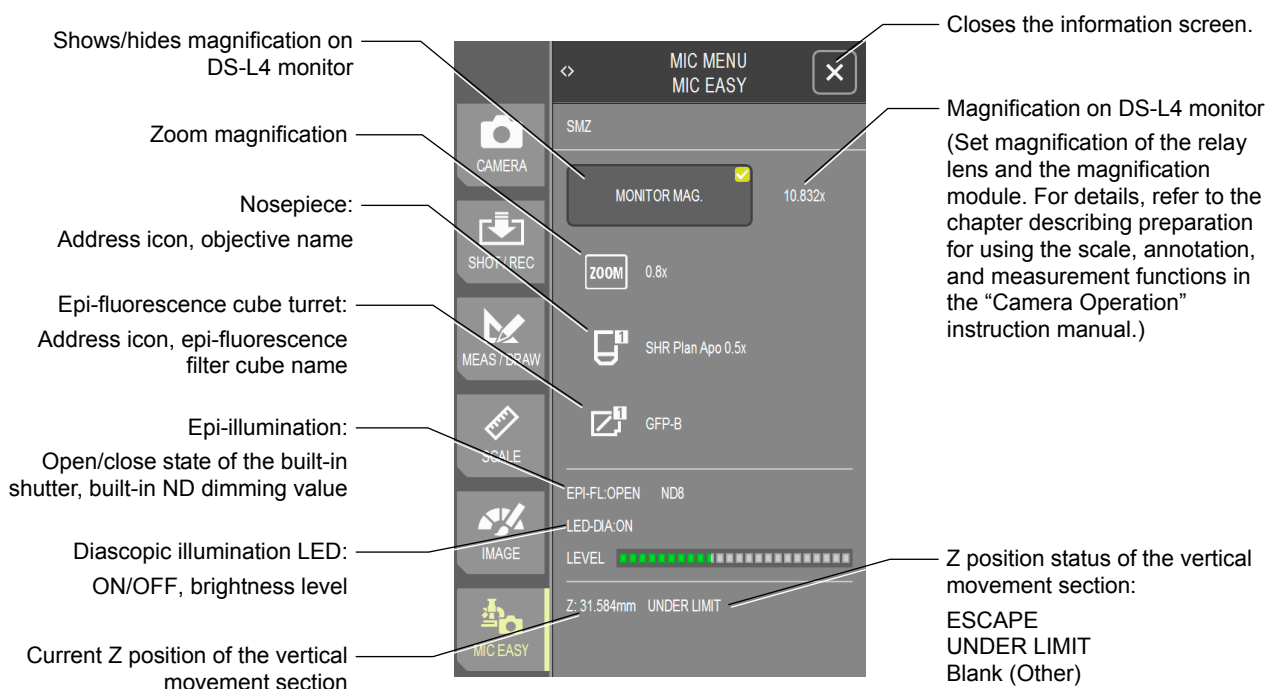 Shows/hides magnification on
DS-L4 monitor
Zoom magnification
Nosepiece:
Address icon, objective name
Epi-fluorescence cube turret:
Address icon, epi-fluorescence
filter cube name
Epi-illumination:
Open/close state of the built-in
shutter, built-in ND dimming value
Diascopic illumination LED:
ON/OFF, brightness level
Current Z position of the vertical
movement section
CAMERA
SHOT / REC
MEAS / DRAW
SCALE
IMAGE
MIC EASY
<> MIC MENU
MIC EASY
SMZ
MONITOR MAG. 10.832x
ZOOM 0.8x
1 SHR Plan Apo 0.5x
1 GFP-B
EPI-FL:OPEN ND8
LED-DIA:ON
LEVEL
Z: 31.584mm UNDER LIMIT
Closes the information screen.
Magnification on DS-L4 monitor
(Set magnification of the relay
lens and the magnification
module. For details, refer to the
chapter describing preparation
for using the scale, annotation,
and measurement functions in
the “Camera Operation”
instruction manual.)
Z position status of the vertical
movement section:
ESCAPE
UNDER LIMIT
Blank (Other)